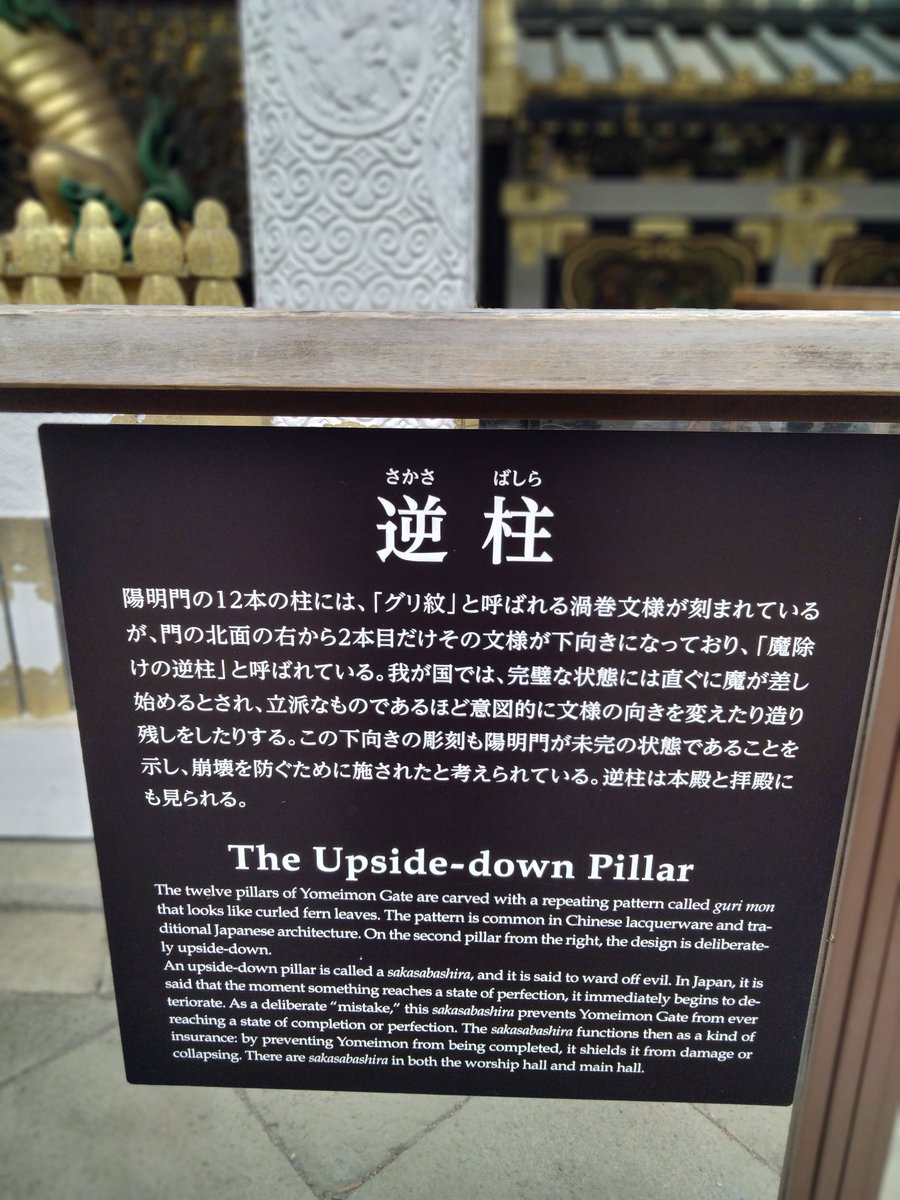 さかさ ばしら
逆柱
陽明門の12本の柱には、「グリ紋」と呼ばれる渦巻文様が刻まれている
が、門の北面の右から2本目だけその文様が下向きになっており、「魔除
けの逆柱」と呼ばれている。我が国では、完璧な状態には直ぐに魔が差し
始めるとされ、立派なものであるほど意図的に文様の向きを変えたり造り
残しをしたりする。この下向きの彫刻も陽明門が未完の状態であることを
示し、崩壊を防ぐために施されたと考えられている。逆柱は本殿と拝殿に
も見られる。
The Upside-down Pillar
The twelve pillars of Yomeimon Gate are carved with a repeating pattern called guri mon
that looks like curled fern leaves. The pattern is common in Chinese lacquerware and tra-
ditional Japanese architecture. On the second pillar from the right, the design is deliberate-
ly upside-down.
An upside-down pillar is called a sakasabashira, and it is said to ward off evil. In Japan, it is
said that the moment something reaches a state of perfection, it immediately begins to de-
teriorate. As a deliberate “mistake,” this sakasabashira prevents Yomeimon Gate from ever
reaching a state of completion or perfection. The sakasabashira functions then as a kind of
insurance: by preventing Yomeimon from being completed, it shields it from damage or
collapsing. There are sakasabashira in both the worship hall and main hall.